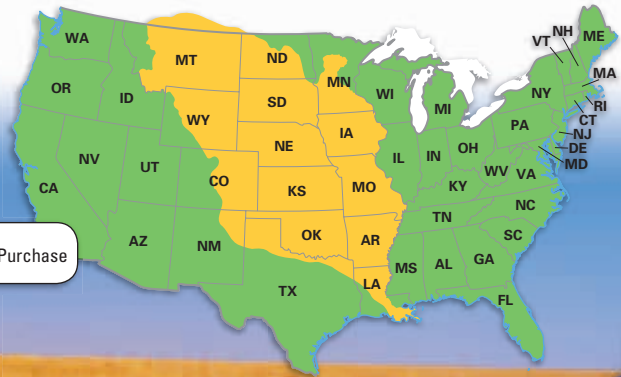 WA
MT
ND
MN
OR
ID
WY
SD
WI
MI
VT
NH
ME
NY
MA
RI
CT
NJ
DE
MD
PA
NV
UT
CO
NE
IA
IL
IN
OH
WV
VA
CA
KS
MO
KY
NC
TN
AZ
NM
OK
AR
SC
MS
AL
GA
TX
LA
FL
Purchase